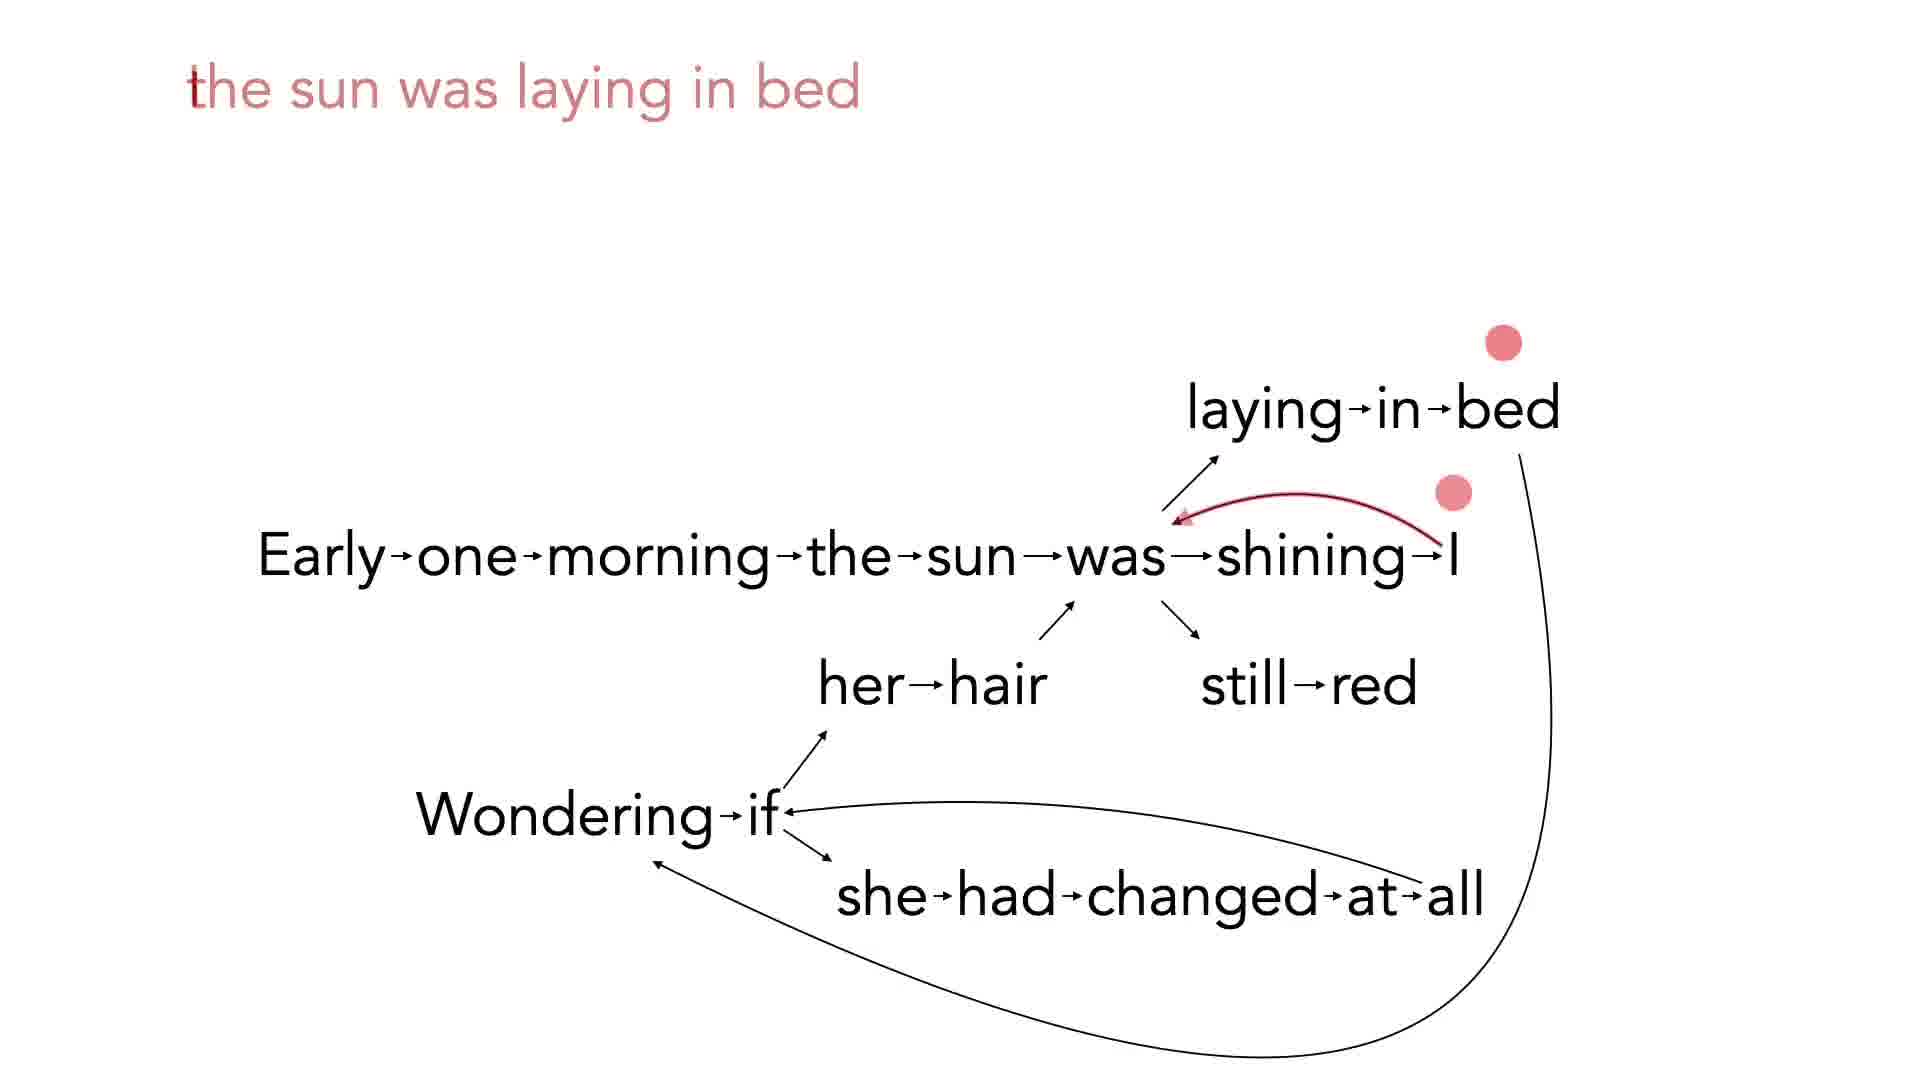 the sun was laying in bed
laying→in→bed
Early→one→morning→the→sun→was→shining→I
her→hair still→red
Wondering→if
she→had→changed→at→all